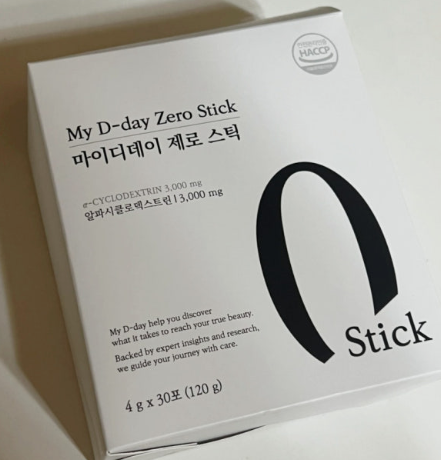 HACCP
My D-day Zero Stick
마이디데이 제로 스틱
α-CYCLODEXTRIN 3,000 mg
알파시클로덱스트린 | 3,000 mg
My D-day help you discover
what it takes to reach your true beauty.
Backed by expert insights and research,
we guide your journey with care.
0
Stick
4 g x 30포 (120 g)